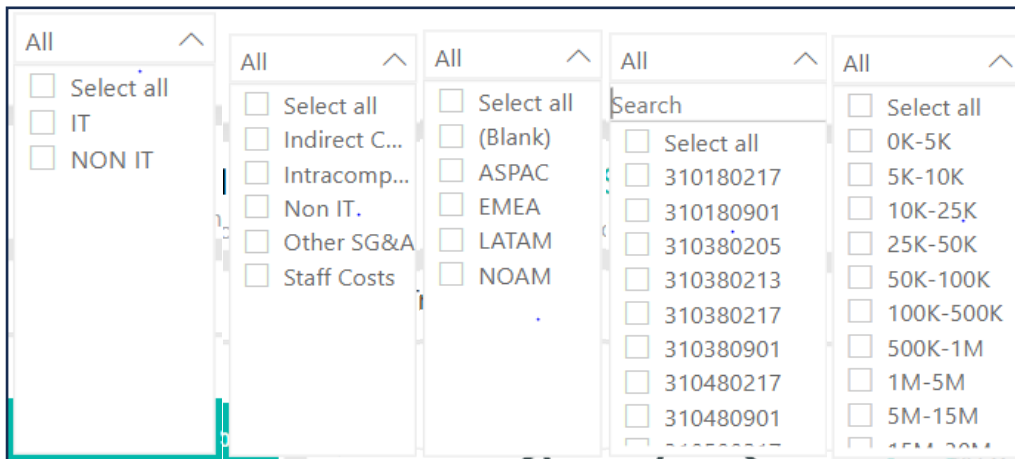 All
Select all
IT
NON IT
All
Select all
Indirect C...
Intracomp...
Non IT
Other SG&A
Staff Costs
All
Select all
(Blank)
ASPAC
EMEA
LATAM
NOAM
All
Search
Select all
310180217
310180901
310380205
310380213
310380217
310380901
310480217
310480901
All
Select all
0K-5K
5K-10K
10K-25K
25K-50K
50K-100K
100K-500K
500K-1M
1M-5M
5M-15M